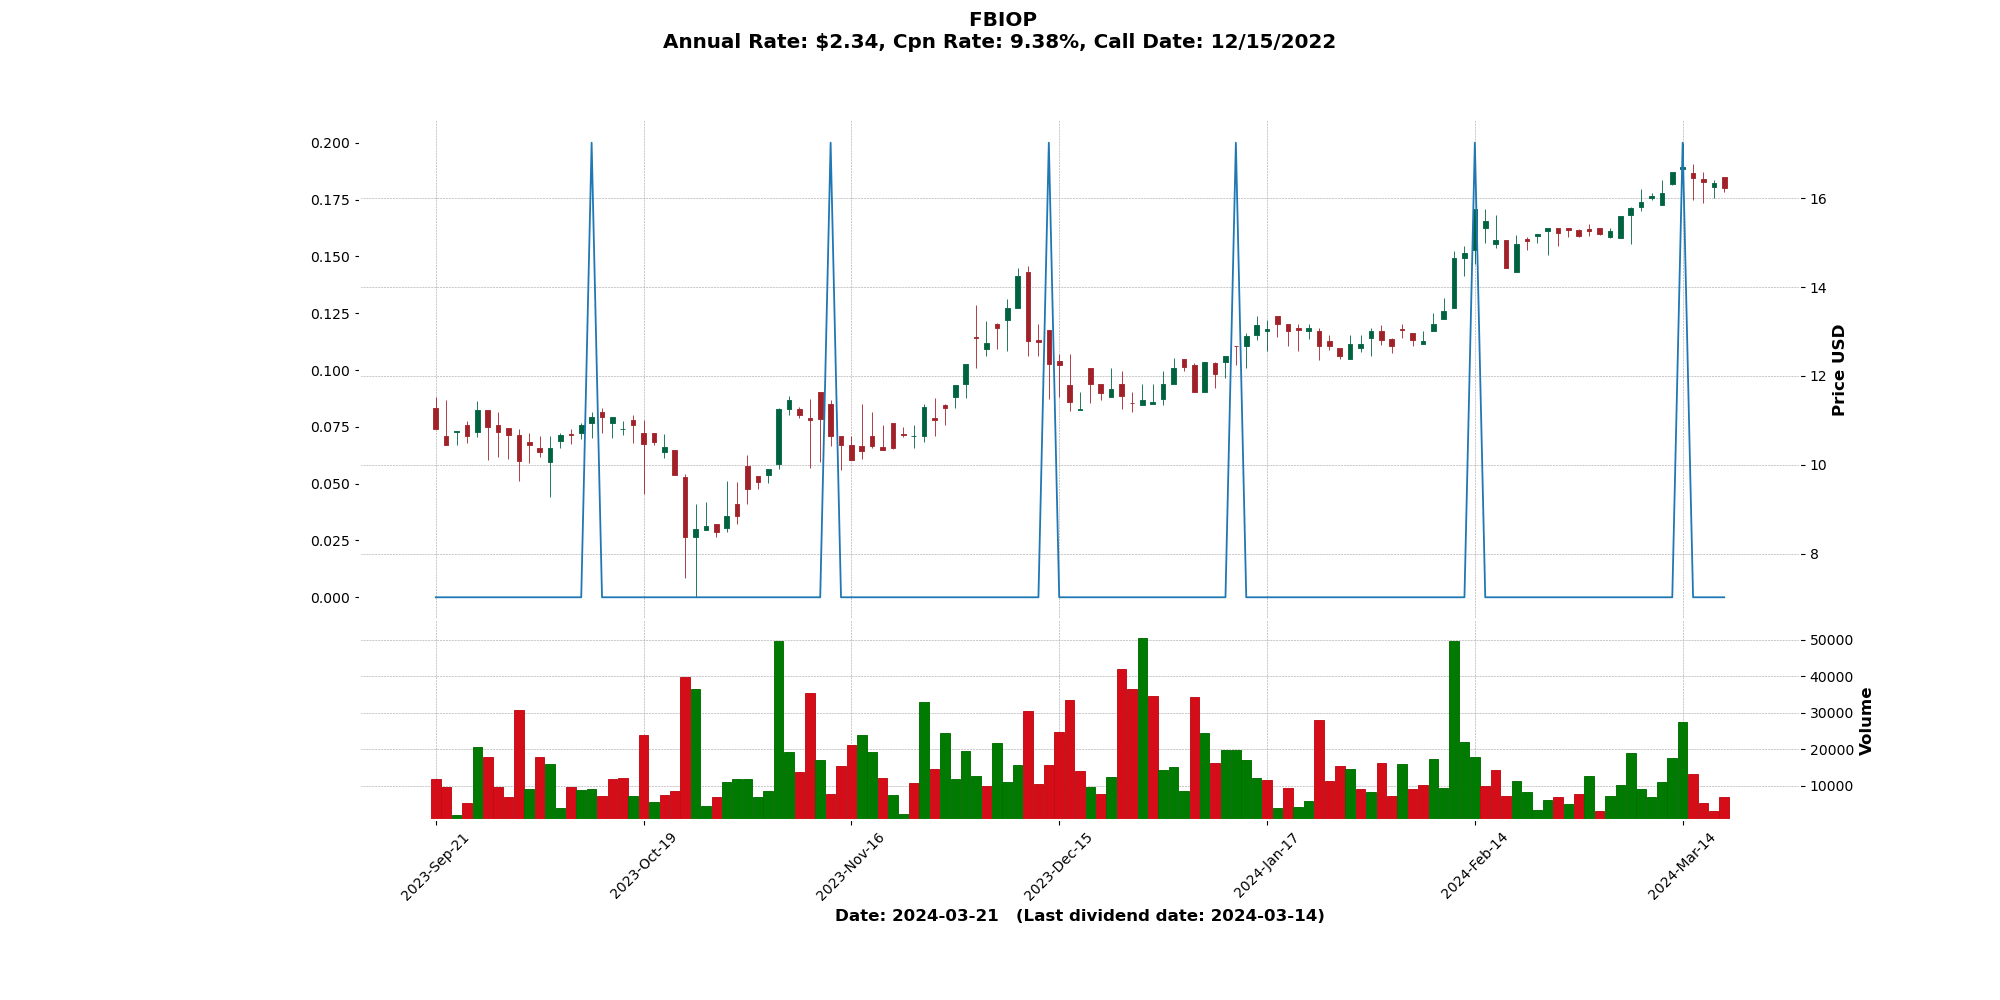 FBIOP
Annual Rate: $2.34, Cpn Rate: 9.38%, Call Date: 12/15/2022
0.200
0.175
0.150
0.125
0.100
0.075
0.050
0.025
0.000
16
14
12
10
8
Price USD
50000
40000
30000
20000
10000
Volume
2023-Sep-21
2023-Oct-19
2023-Nov-16
2023-Dec-15
2024-Jan-17
2024-Feb-14
2024-Mar-14
Date: 2024-03-21 (Last dividend date: 2024-03-14)